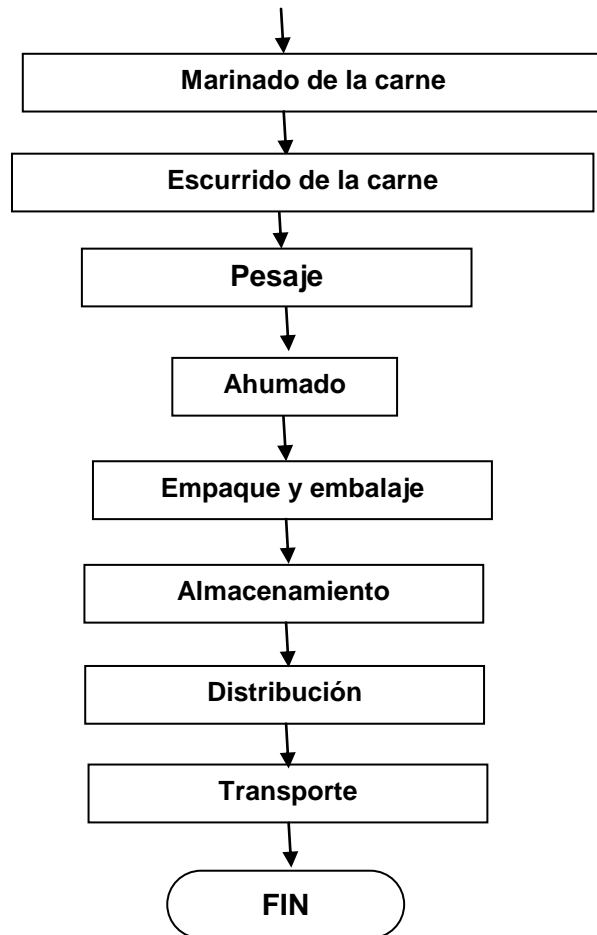 Marinado de la carne
Escurrido de la carne
Pesaje
Ahumado
Empaque y embalaje
Almacenamiento
Distribución
Transporte
FIN